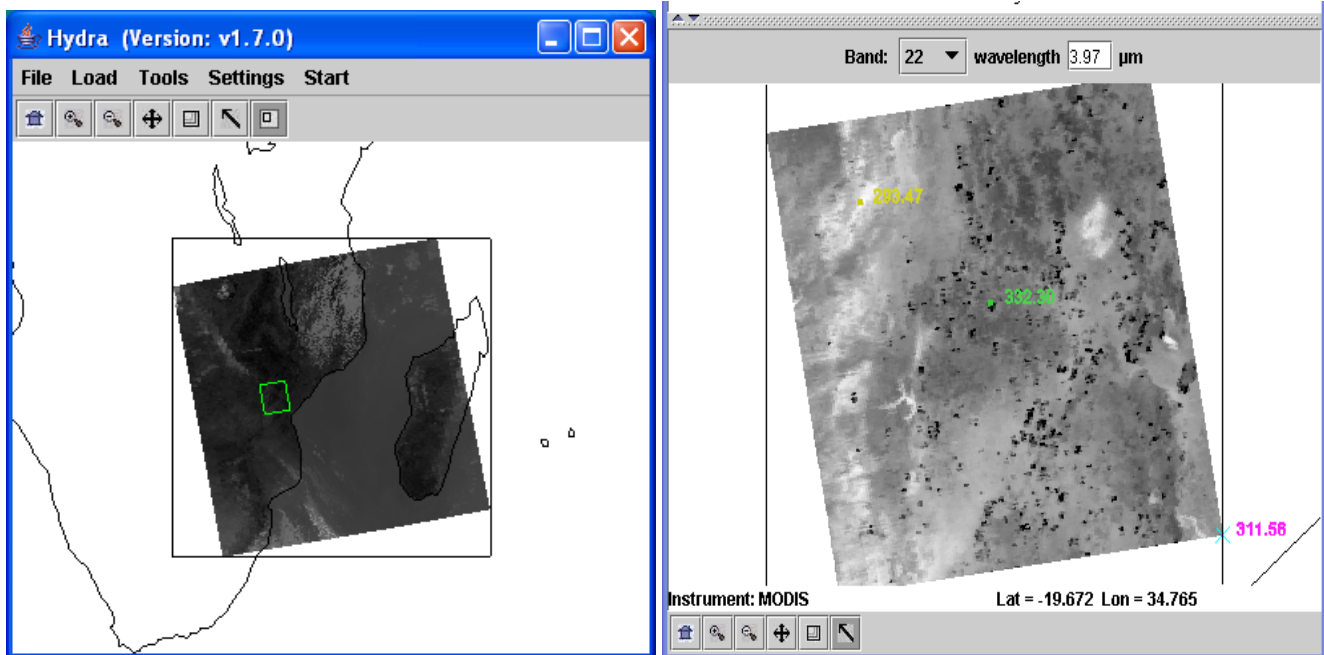 Hydra (Version: v1.7.0)
File Load Tools Settings Start
Band: 22 wavelength 3.97 µm
293.47
332.39
311.56
Instrument: MODIS Lat = -19.672 Lon = 34.765